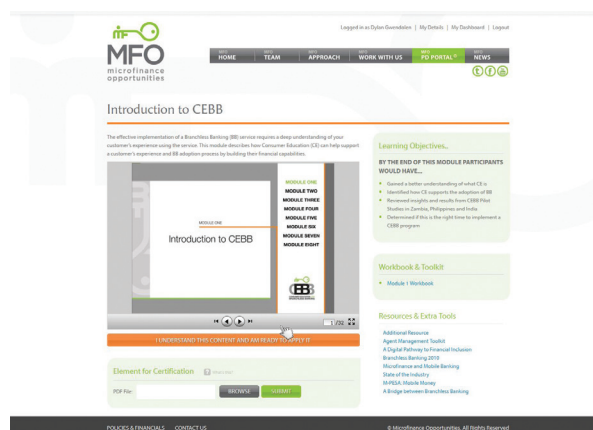 Logged in as Dylan Gwendolen | My Details | My Dashboard | Logout
MFO
microfinance
opportunities
MFO HOME
MFO TEAM
MFO APPROACH
MFO WORK WITH US
MFO PD PORTAL
MFO NEWS
Introduction to CEBB
The effective implementation of a Branchless Banking (BB) service requires a deep understanding of your
customer's experience using the service. This module describes how Consumer Education (CE) can help support
a customer's experience and BB adoption process by building their financial capabilities.
MODULE ONE
Introduction to CEBB
MODULE ONE
MODULE TWO
MODULE THREE
MODULE FOUR
MODULE FIVE
MODULE SIX
MODULE SEVEN
MODULE EIGHT
CEBB
1 /92
I UNDERSTAND THIS CONTENT AND AM READY TO APPLY IT
Element for Certification
PDF File:
BROWSE
SUBMIT
Learning Objectives..
BY THE END OF THIS MODULE PARTICIPANTS
WOULD HAVE...
Gained a better understanding of what CE is
Identified how CE supports the adoption of BB
Reviewed insights and results from CEBB Pilot
Studies in Zambia, Philippines and India
Determined if this is the right time to implement a
CEBB program
Workbook & Toolkit
Module 1 Workbook
Resources & Extra Tools
Additional Resource
Agent Management Toolkit
A Digital Pathway to Financial Inclusion
Branchless Banking 2010
Microfinance and Mobile Banking
State of the Industry
M-PESA: Mobile Money
A Bridge between Branchless Banking
POLICIES & FINANCIALS CONTACT US
© Microfinance Opportunities. All Rights Reserved